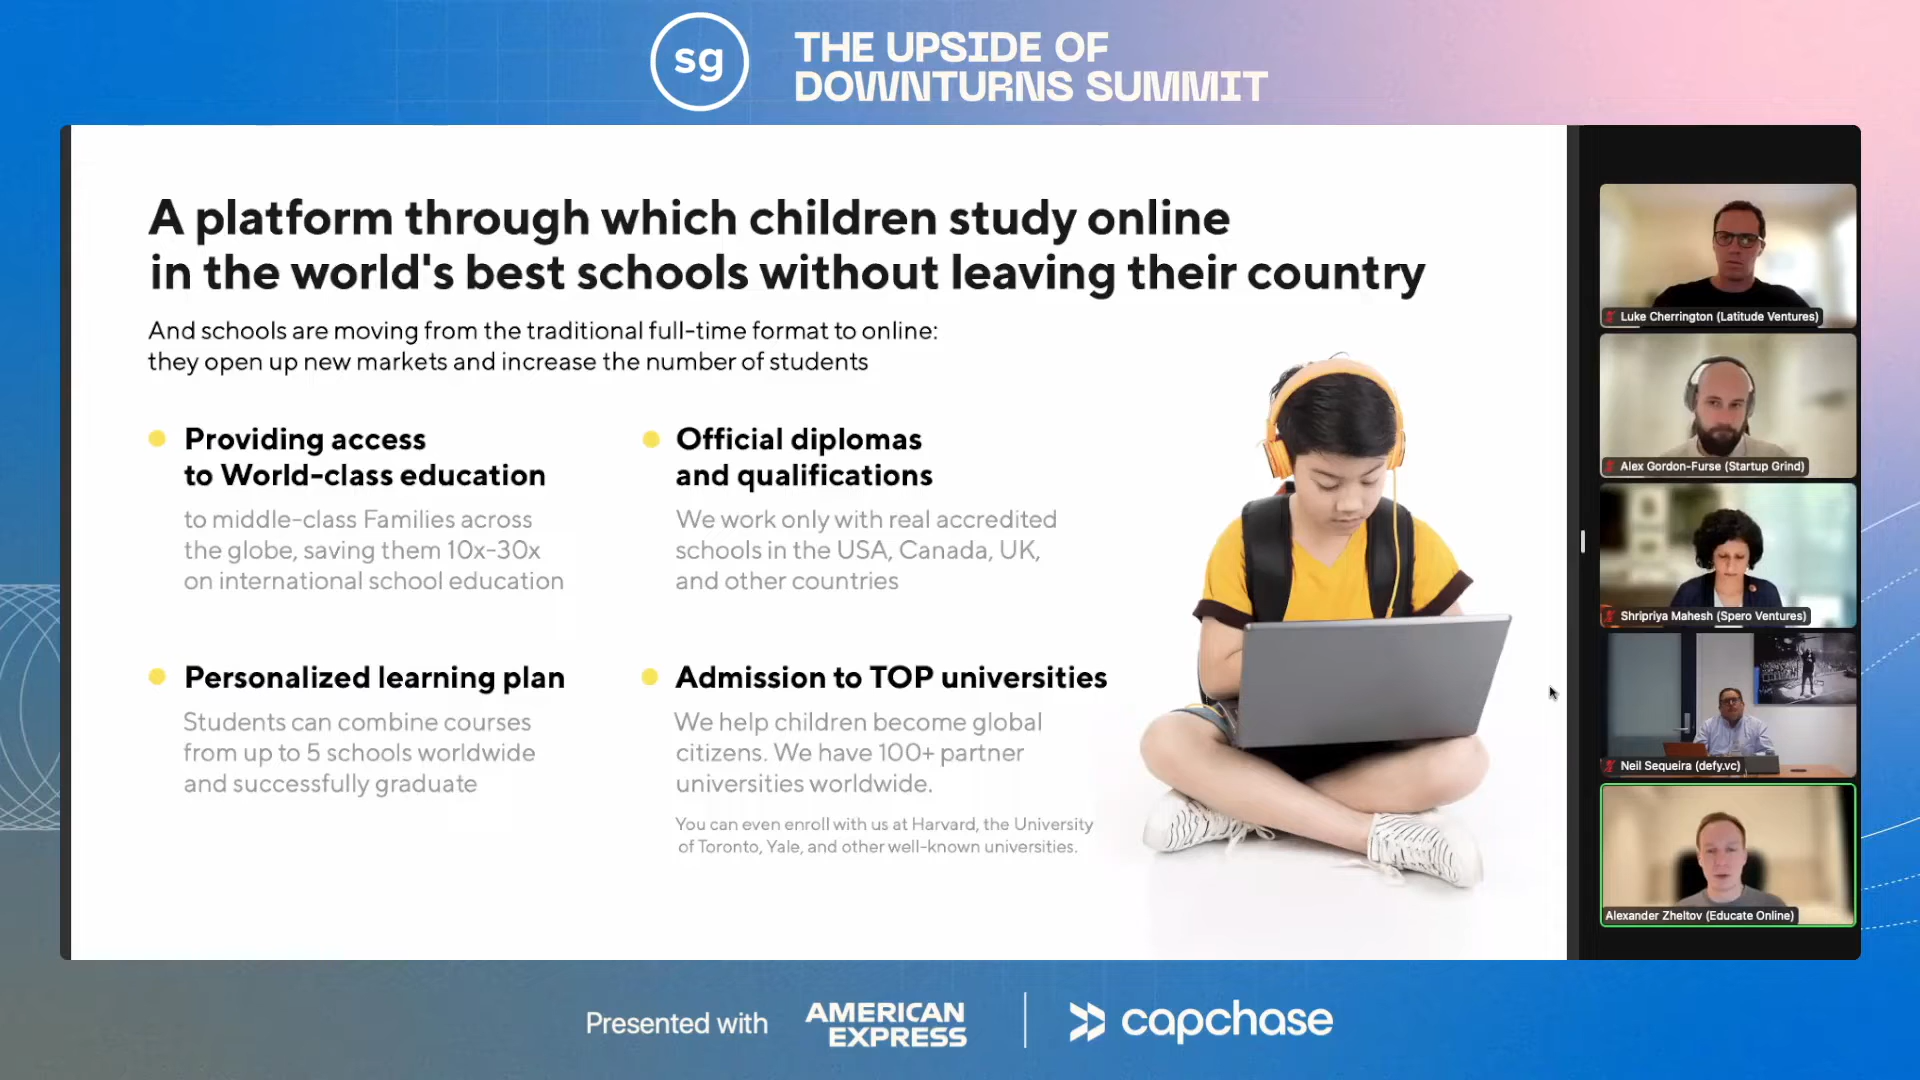 sg
THE UPSIDE OF
DOWNTURNS SUMMIT
A platform through which children study online
in the world's best schools without leaving their country
And schools are moving from the traditional full-time format to online:
they open up new markets and increase the number of students
Providing access
to World-class education
to middle-class Families across
the globe, saving them 10x-30x
on international school education
Official diplomas
and qualifications
We work only with real accredited
schools in the USA, Canada, UK,
and other countries
Personalized learning plan
Students can combine courses
from up to 5 schools worldwide
and successfully graduate
Admission to TOP universities
We help children become global
citizens. We have 100+ partner
universities worldwide.
You can even enroll with us at Harvard, the University
of Toronto, Yale, and other well-known universities.
Luke Cherrington (Latitude Ventures)
Alex Gordon-Furse (Startup Grind)
Shripriya Mahesh (Spero Ventures)
Neil Sequeira (defy.vc)
Alexander Zheltov (Educate Online)
Presented with
AMERICAN
EXPRESS
capchase